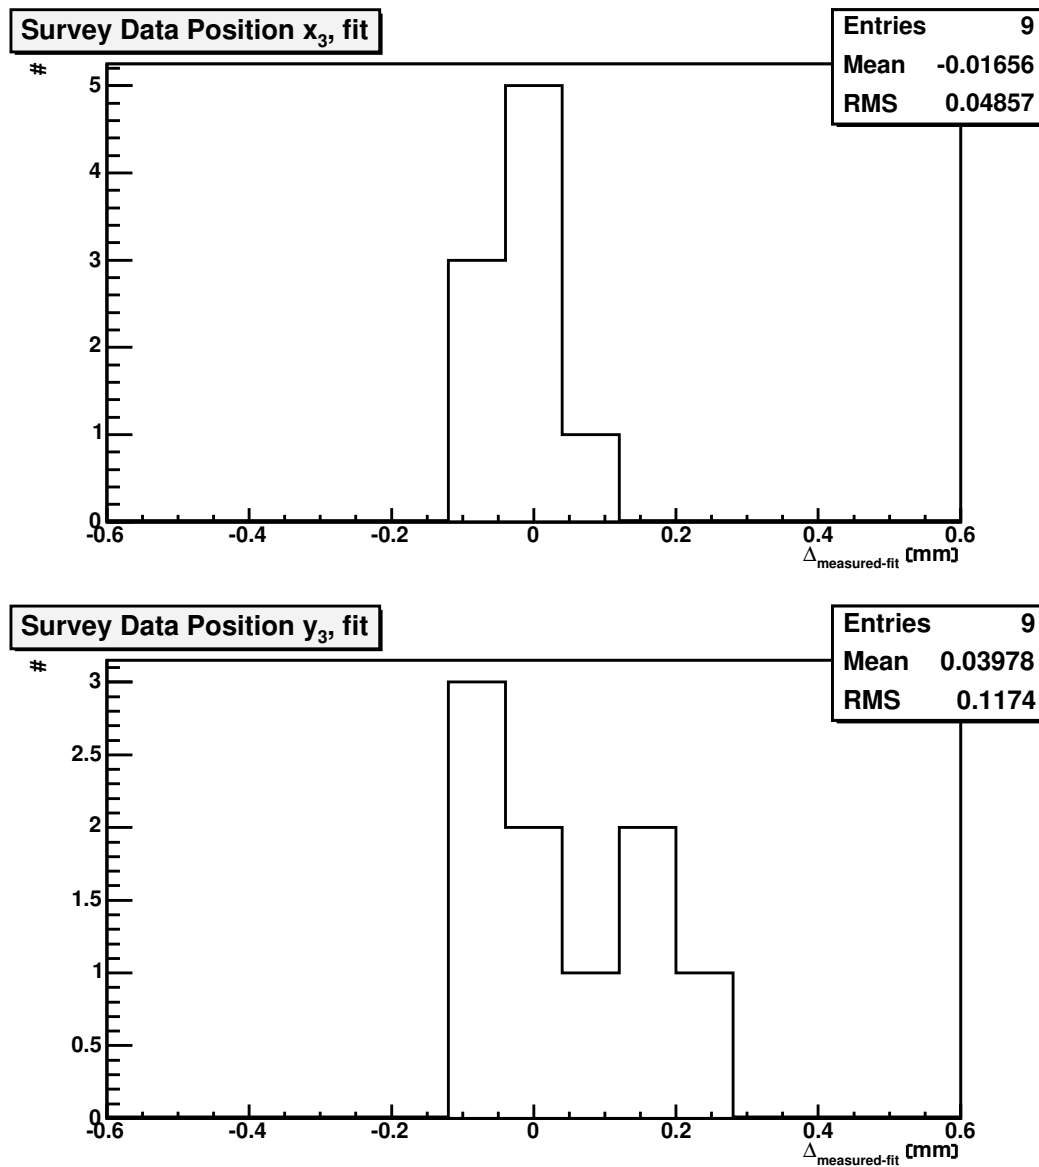 Survey Data Position x3, fit
Entries 9
Mean -0.01656
RMS 0.04857
#
5
4
3
2
1
0
-0.6 -0.4 -0.2 0 0.2 0.4 0.6
Δmeasured-fit [mm]
Survey Data Position y3, fit
Entries 9
Mean 0.03978
RMS 0.1174
#
3
2.5
2
1.5
1
0.5
0
-0.6 -0.4 -0.2 0 0.2 0.4 0.6
Δmeasured-fit [mm]